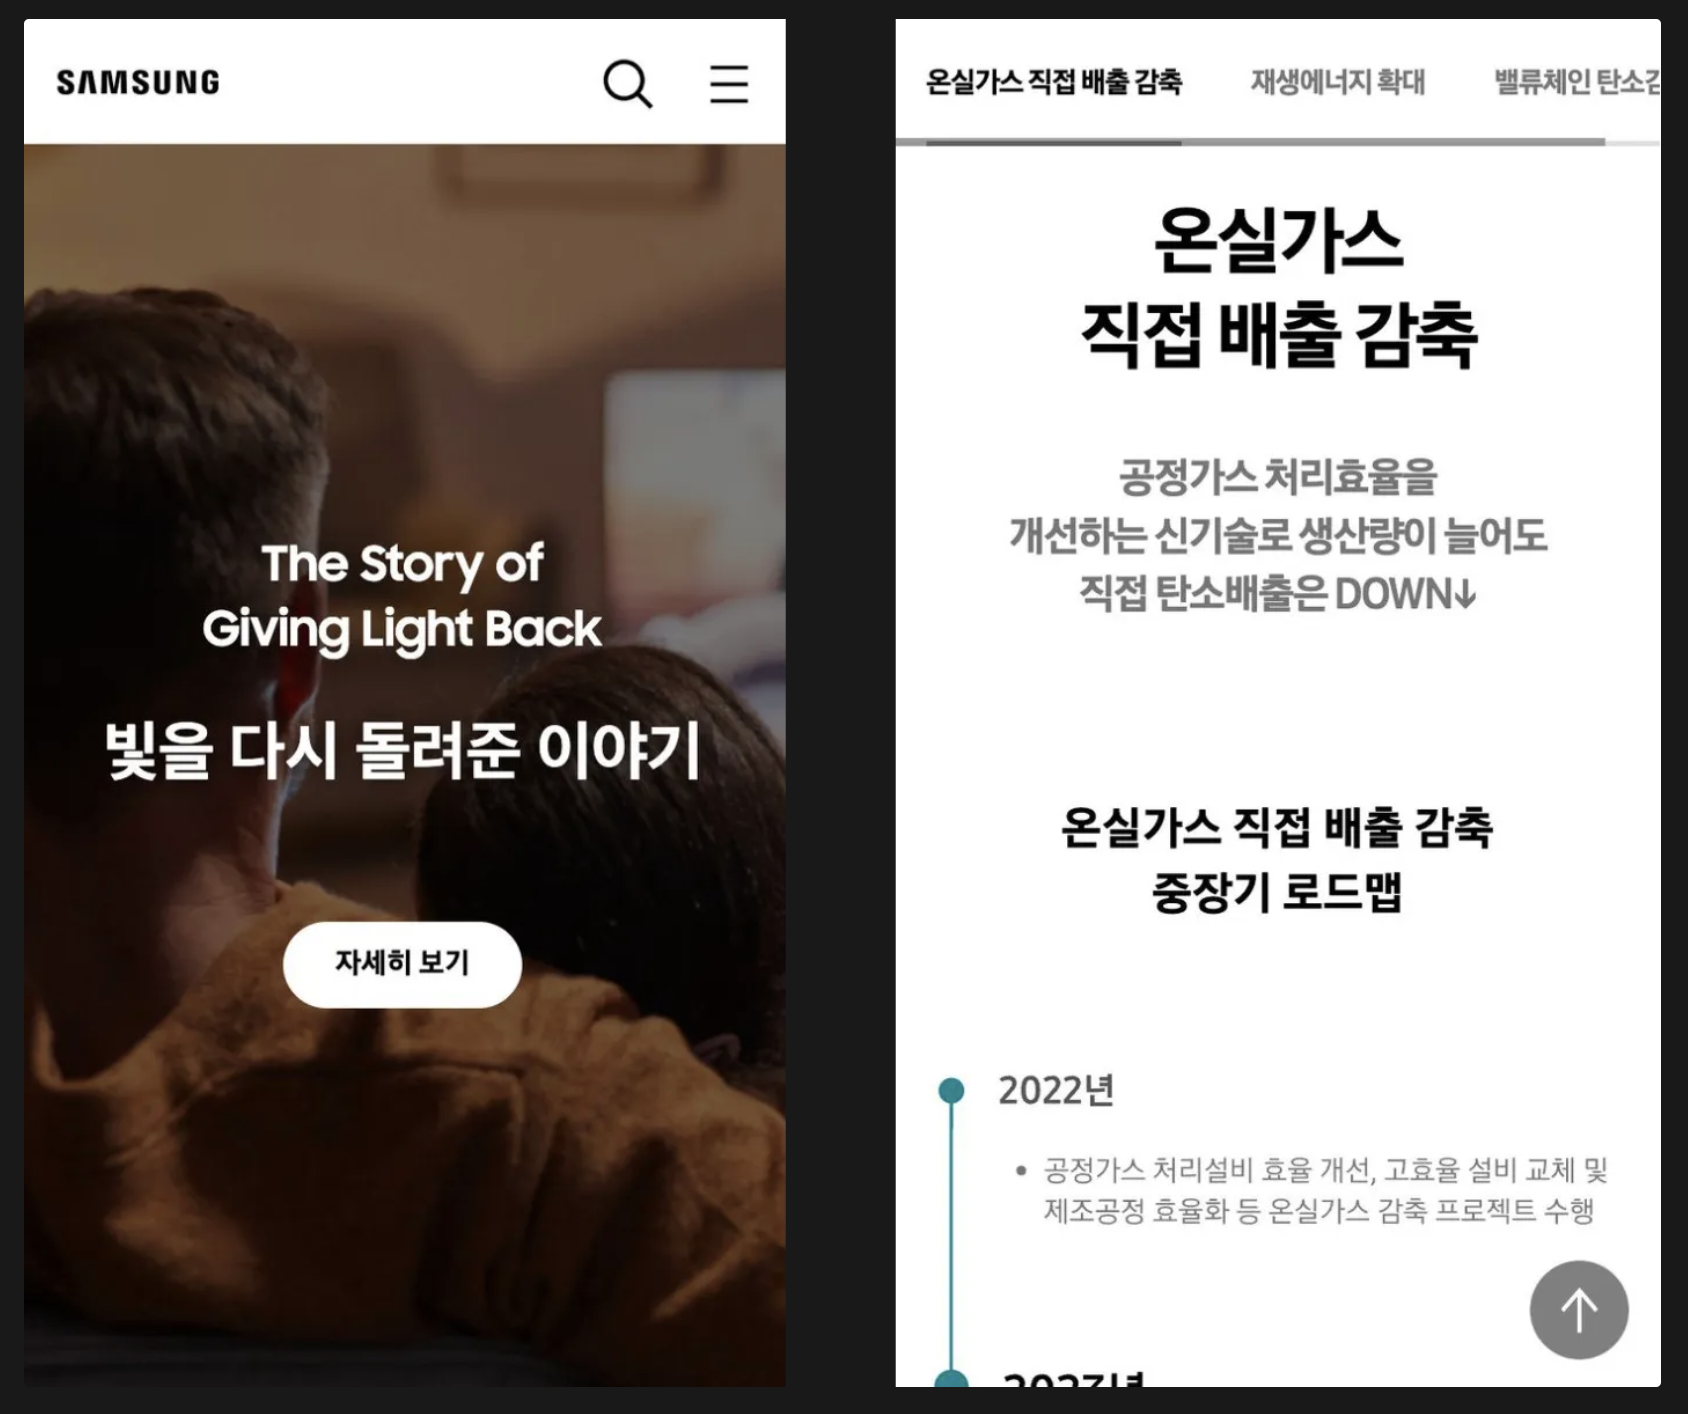 SAMSUNG
The Story of
Giving Light Back
빛을 다시 돌려준 이야기
자세히 보기
온실가스 직접 배출 감축 재생에너지 확대 밸류체인 탄소감
온실가스
직접 배출 감축
공정가스 처리효율을
개선하는 신기술로 생산량이 늘어도
직접 탄소배출은 DOWN↓
온실가스 직접 배출 감축
중장기 로드맵
2022년
• 공정가스 처리설비 효율 개선, 고효율 설비 교체 및
제조공정 효율화 등 온실가스 감축 프로젝트 수행